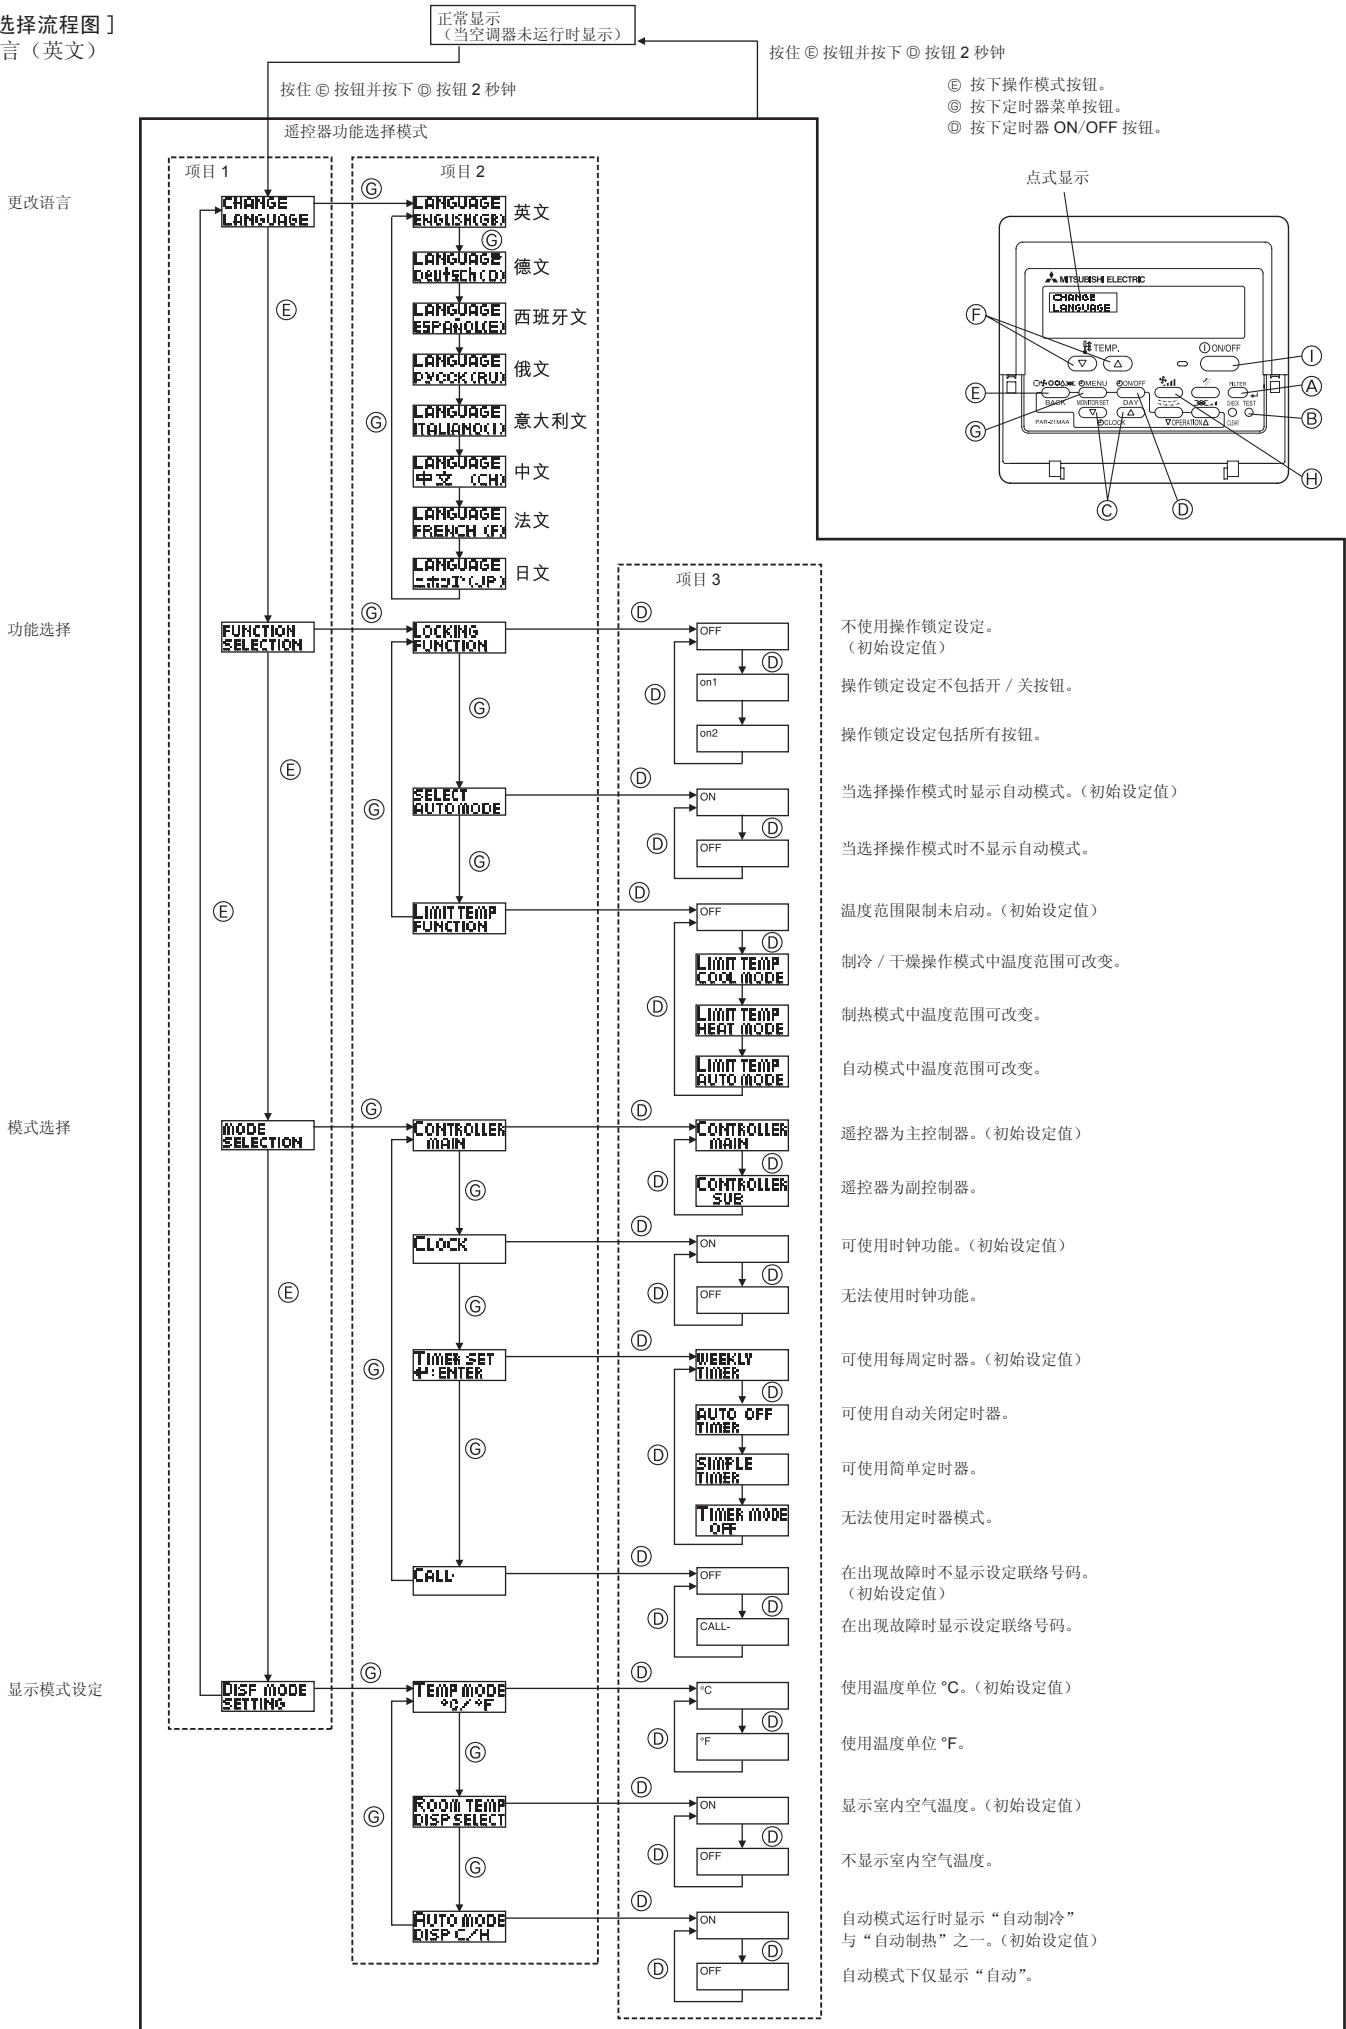 选择流程图 ]
言（英文）
正常显示
（当空调器未运行时显示）
按住 Ⓔ 按钮并按下 Ⓓ 按钮 2 秒钟
按住 Ⓔ 按钮并按下 Ⓓ 按钮 2 秒钟
Ⓔ 按下操作模式按钮。
Ⓖ 按下定时器菜单按钮。
Ⓓ 按下定时器 ON/OFF 按钮。
遥控器功能选择模式
项目 1
项目 2
点式显示
MITSUBISHI ELECTRIC
CHANGE
LANGUAGE
TEMP.
ON/OFF
MENU
ON/OFF
FILTER
BACK
MONITOR/SET
DAY
CHECK
TEST
PAR-21MAA
CLOCK
▽OPERATION△
CLEAR
Ⓕ
Ⓔ
Ⓖ
Ⓒ
Ⓓ
Ⓘ
Ⓐ
Ⓑ
Ⓗ
更改语言
CHANGE
LANGUAGE
Ⓖ
LANGUAGE
ENGLISH(GB)
英文
Ⓖ
LANGUAGE
Deutsch(D)
德文
Ⓔ
LANGUAGE
ESPAÑOL(E)
西班牙文
LANGUAGE
РУССК(RU)
俄文
Ⓖ
LANGUAGE
ITALIANO(I)
意大利文
LANGUAGE
中文 (CH)
中文
LANGUAGE
FRENCH (F)
法文
LANGUAGE
ニホンゴ(JP)
日文
项目 3
功能选择
FUNCTION
SELECTION
Ⓖ
LOCKING
FUNCTION
Ⓓ
OFF
不使用操作锁定设定。
（初始设定值）
Ⓓ
Ⓓ
on1
操作锁定设定不包括开 / 关按钮。
Ⓖ
on2
操作锁定设定包括所有按钮。
Ⓔ
Ⓖ
SELECT
AUTO MODE
Ⓓ
ON
当选择操作模式时显示自动模式。（初始设定值）
Ⓓ
Ⓓ
OFF
当选择操作模式时不显示自动模式。
Ⓖ
Ⓔ
LIMIT TEMP
FUNCTION
Ⓓ
OFF
温度范围限制未启动。（初始设定值）
Ⓓ
LIMIT TEMP
COOL MODE
制冷 / 干燥操作模式中温度范围可改变。
Ⓓ
LIMIT TEMP
HEAT MODE
制热模式中温度范围可改变。
LIMIT TEMP
AUTO MODE
自动模式中温度范围可改变。
模式选择
MODE
SELECTION
Ⓖ
CONTROLLER
MAIN
Ⓓ
CONTROLLER
MAIN
遥控器为主控制器。（初始设定值）
Ⓓ
Ⓓ
CONTROLLER
SUB
遥控器为副控制器。
Ⓖ
CLOCK
Ⓓ
ON
可使用时钟功能。（初始设定值）
Ⓓ
Ⓓ
OFF
无法使用时钟功能。
Ⓔ
Ⓖ
TIMER SET
↵:ENTER
Ⓓ
WEEKLY
TIMER
可使用每周定时器。（初始设定值）
Ⓖ
Ⓓ
AUTO OFF
TIMER
可使用自动关闭定时器。
Ⓖ
Ⓓ
SIMPLE
TIMER
可使用简单定时器。
TIMER MODE
OFF
无法使用定时器模式。
CALL-
Ⓓ
OFF
在出现故障时不显示设定联络号码。
（初始设定值）
Ⓓ
Ⓓ
CALL-
在出现故障时显示设定联络号码。
显示模式设定
DISP MODE
SETTING
Ⓖ
TEMP MODE
°C/°F
Ⓓ
°C
使用温度单位 °C。（初始设定值）
Ⓓ
Ⓓ
°F
使用温度单位 °F。
Ⓖ
ROOM TEMP
DISP SELECT
Ⓓ
ON
显示室内空气温度。（初始设定值）
Ⓖ
Ⓓ
Ⓓ
OFF
不显示室内空气温度。
Ⓖ
AUTO MODE
DISP C/H
Ⓓ
ON
自动模式运行时显示“自动制冷”
与“自动制热”之一。（初始设定值）
Ⓓ
Ⓓ
OFF
自动模式下仅显示“自动”。